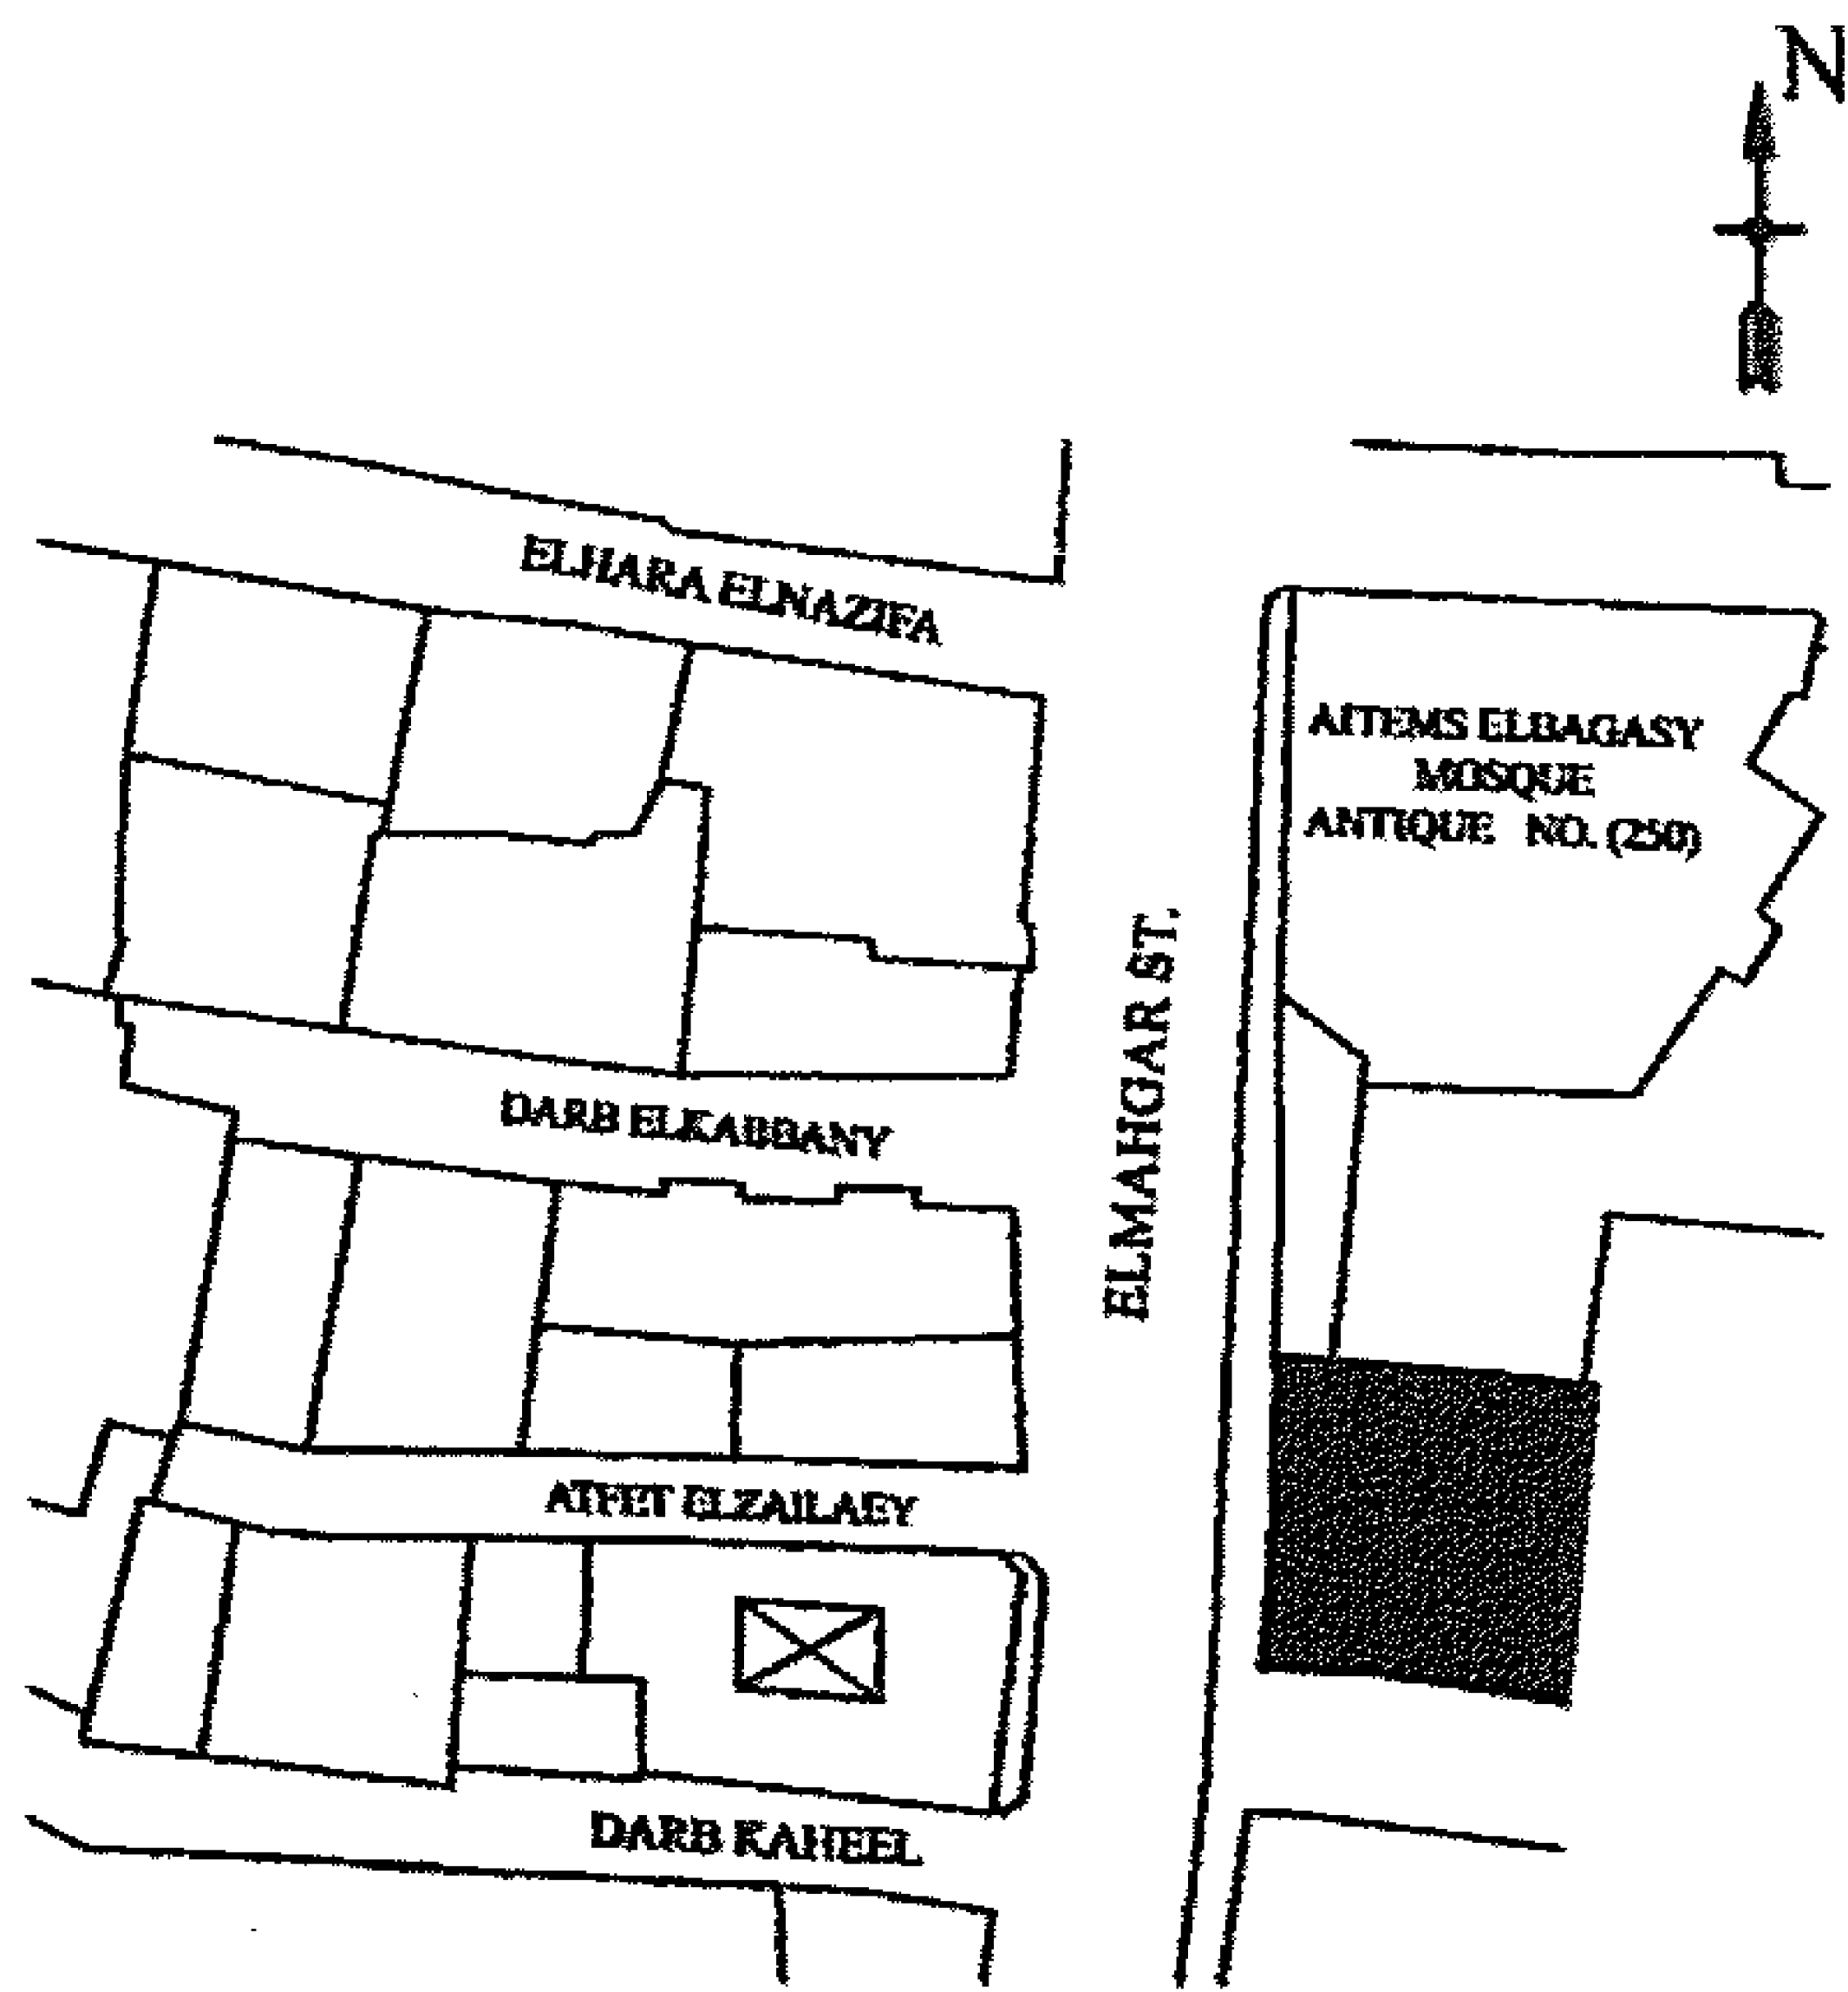 N
ELHARA ELNAZIFA
AITEMS ELBAGASY
MOSQUE
ANTIQUE NO. (250)
ELMAHGAR ST.
DARB ELKABBANY
ATFET ELZAILAEY
DARB KAHEEL